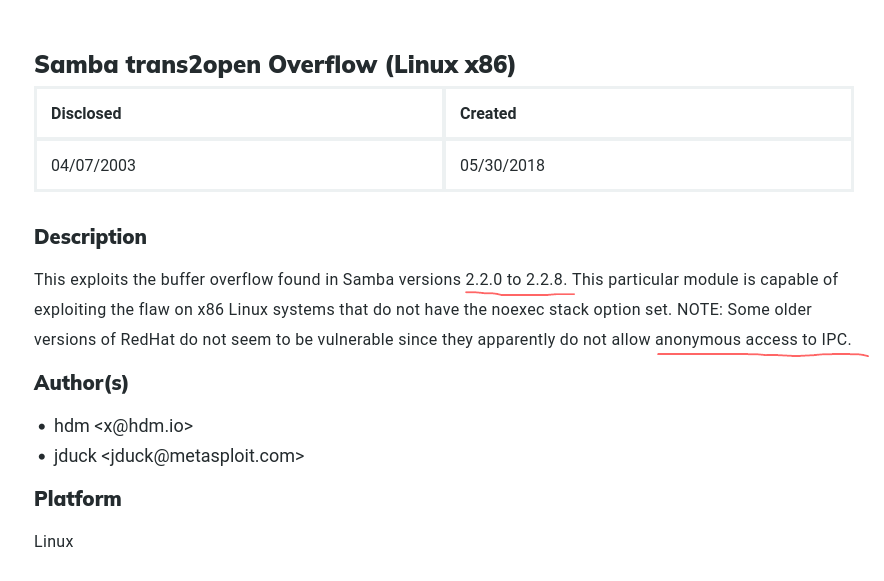 Samba trans2open Overflow (Linux x86)
Disclosed
Created
04/07/2003
05/30/2018
Description
This exploits the buffer overflow found in Samba versions 2.2.0 to 2.2.8. This particular module is capable of
exploiting the flaw on x86 Linux systems that do not have the noexec stack option set. NOTE: Some older
versions of RedHat do not seem to be vulnerable since they apparently do not allow anonymous access to IPC.
Author(s)
• hdm <x@hdm.io>
• jduck <jduck@metasploit.com>
Platform
Linux